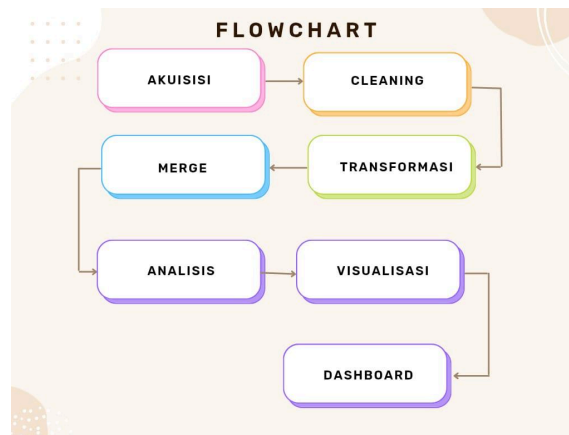 FLOWCHART
AKUISISI
CLEANING
TRANSFORMASI
MERGE
ANALISIS
VISUALISASI
DASHBOARD